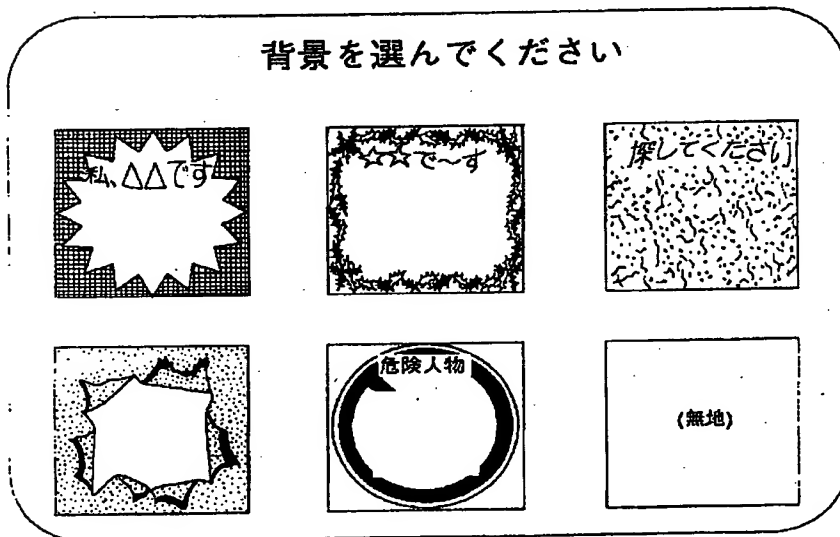 背景を選んでください
私、△△です
☆☆で〜す
探してください
危険人物
(無地)